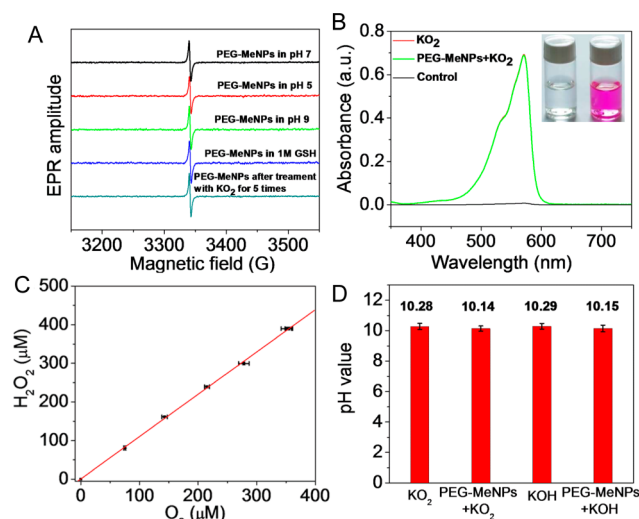 A
EPR amplitude
PEG-MeNPs in pH 7
PEG-MeNPs in pH 5
PEG-MeNPs in pH 9
PEG-MeNPs in 1M GSH
PEG-MeNPs after treament
with KO₂ for 5 times
3200 3300 3400 3500
Magnetic field (G)
B
Absorbance (a.u.)
0.8
0.6
0.4
0.2
0.0
KO₂
PEG-MeNPs+KO₂
Control
400 500 600 700
Wavelength (nm)
C
H₂O₂ (μM)
500
400
300
200
100
0
0 100 200 300 400
O₂ (μM)
D
pH value
12
10
8
6
4
2
0
10.28 10.14 10.29 10.15
KO₂ PEG-MeNPs KOH PEG-MeNPs
+KO₂ +KOH